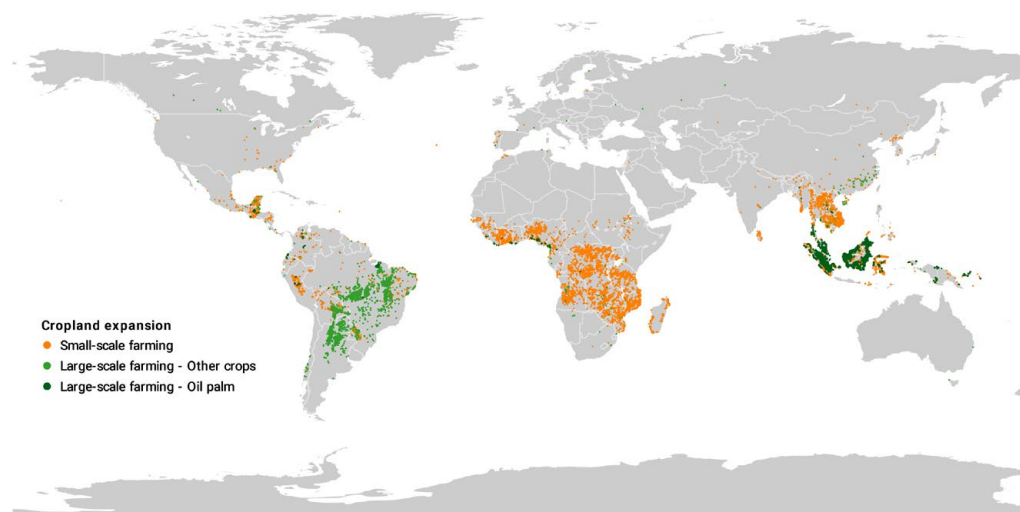 Cropland expansion
Small-scale farming
Large-scale farming - Other crops
Large-scale farming - Oil palm